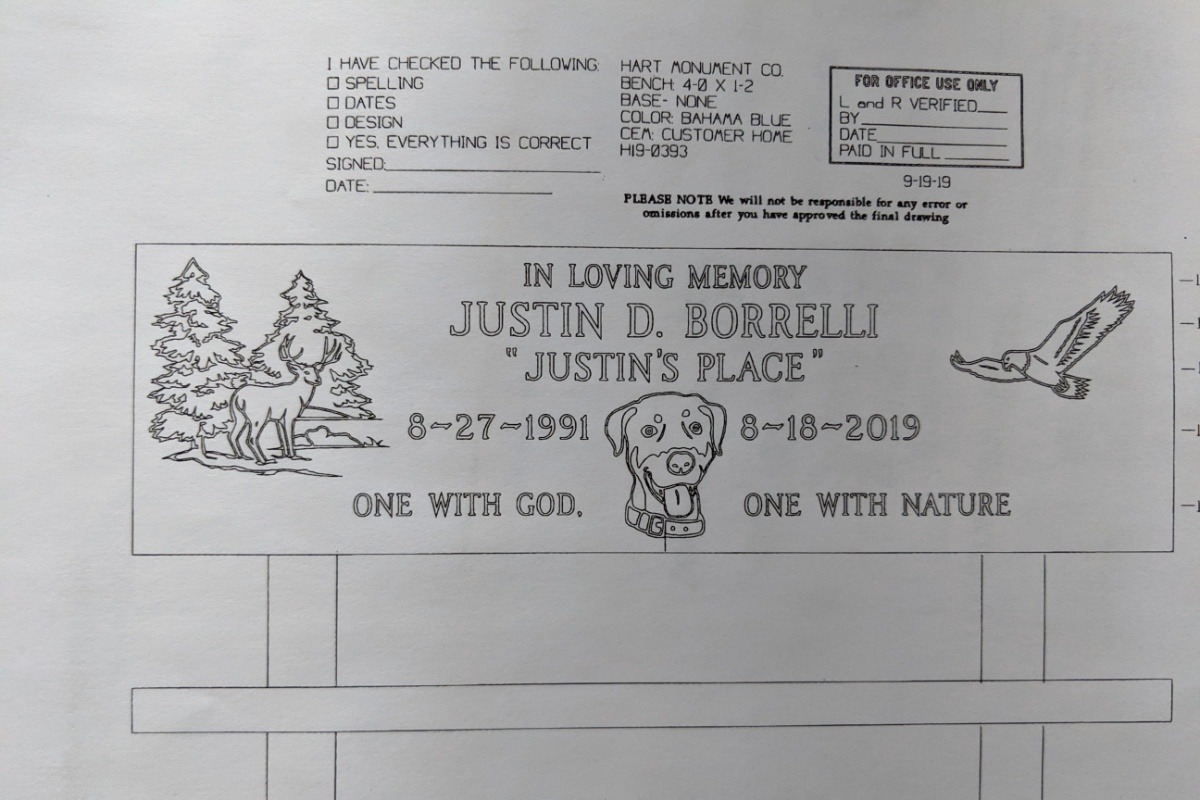 I HAVE CHECKED THE FOLLOWING:
☐ SPELLING
☐ DATES
☐ DESIGN
☐ YES, EVERYTHING IS CORRECT
SIGNED:
DATE:
HART MONUMENT CO.
BENCH: 4-0 X 1-2
BASE- NONE
COLOR: BAHAMA BLUE
CEM: CUSTOMER HOME
H19-0393
FOR OFFICE USE ONLY
L and R VERIFIED
BY
DATE
PAID IN FULL
9-19-19
PLEASE NOTE We will not be responsible for any error or
omissions after you have approved the final drawing
IN LOVING MEMORY
JUSTIN D. BORRELLI
"JUSTIN'S PLACE"
8~27~1991 8~18~2019
ONE WITH GOD, ONE WITH NATURE